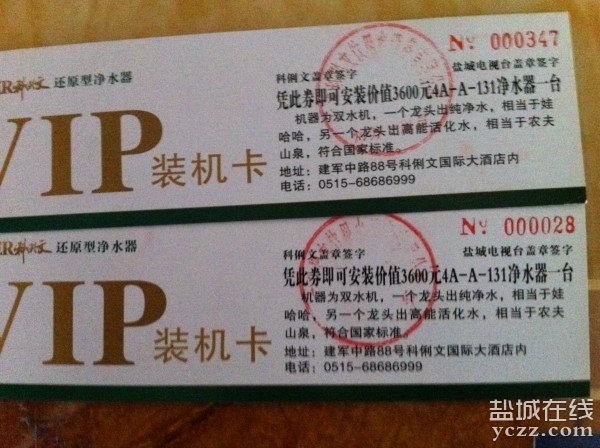 No 000347
科俐文盖章签字 盐城电视台盖章签字
凭此券即可安装价值3600元4A-A-131净水器一台
ER 还原型净水器
机器为双水机，一个龙头出纯净水，相当于娃
哈哈，另一个龙头出高能活化水，相当于农夫
山泉，符合国家标准。
VIP装机卡
地址：建军中路88号科俐文国际大酒店内
电话：0515-68686999
No 000028
ER 还原型净水器
科俐文盖章签字 盐城电视台盖章签字
凭此券即可安装价值3600元4A-A-131净水器一台
机器为双水机，一个龙头出纯净水，相当于娃
哈哈，另一个龙头出高能活化水，相当于农夫
山泉，符合国家标准
VIP装机卡
地址：建军中路88号科俐文国际大酒店内
电话：0515-68686999
盐城在线
yczz.com